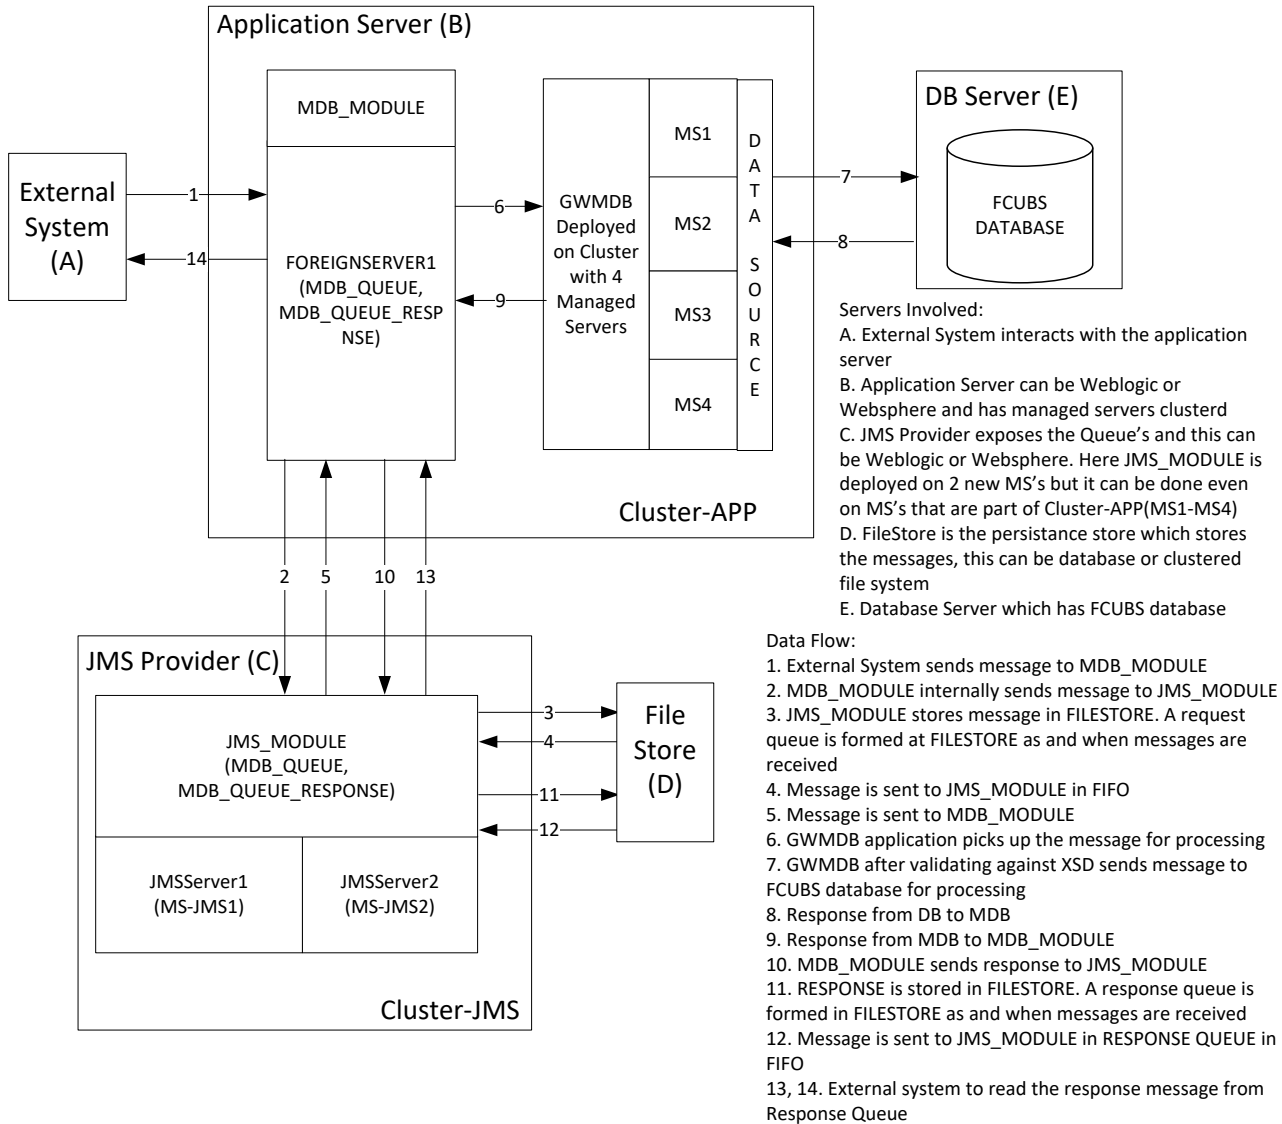 Application Server (B)
MDB_MODULE
FOREIGNSERVER1
(MDB_QUEUE,
MDB_QUEUE_RESP
NSE)
External
System
(A)
1
14
6
9
GWMDB
Deployed
on Cluster
with 4
Managed
Servers
MS1
MS2
MS3
MS4
D
A
T
A
S
O
U
R
C
E
7
8
DB Server (E)
FCUBS
DATABASE
Cluster-APP
2
5
10
13
JMS Provider (C)
JMS_MODULE
(MDB_QUEUE,
MDB_QUEUE_RESPONSE)
JMSServer1
(MS-JMS1)
JMSServer2
(MS-JMS2)
Cluster-JMS
3
4
11
12
File
Store
(D)
Servers Involved:
A. External System interacts with the application
server
B. Application Server can be Weblogic or
Websphere and has managed servers clusterd
C. JMS Provider exposes the Queue’s and this can
be Weblogic or Websphere. Here JMS_MODULE is
deployed on 2 new MS’s but it can be done even
on MS’s that are part of Cluster-APP(MS1-MS4)
D. FileStore is the persistance store which stores
the messages, this can be database or clustered
file system
E. Database Server which has FCUBS database
Data Flow:
1. External System sends message to MDB_MODULE
2. MDB_MODULE internally sends message to JMS_MODULE
3. JMS_MODULE stores message in FILESTORE. A request
queue is formed at FILESTORE as and when messages are
received
4. Message is sent to JMS_MODULE in FIFO
5. Message is sent to MDB_MODULE
6. GWMDB application picks up the message for processing
7. GWMDB after validating against XSD sends message to
FCUBS database for processing
8. Response from DB to MDB
9. Response from MDB to MDB_MODULE
10. MDB_MODULE sends response to JMS_MODULE
11. RESPONSE is stored in FILESTORE. A response queue is
formed in FILESTORE as and when messages are received
12. Message is sent to JMS_MODULE in RESPONSE QUEUE in
FIFO
13, 14. External system to read the response message from
Response Queue